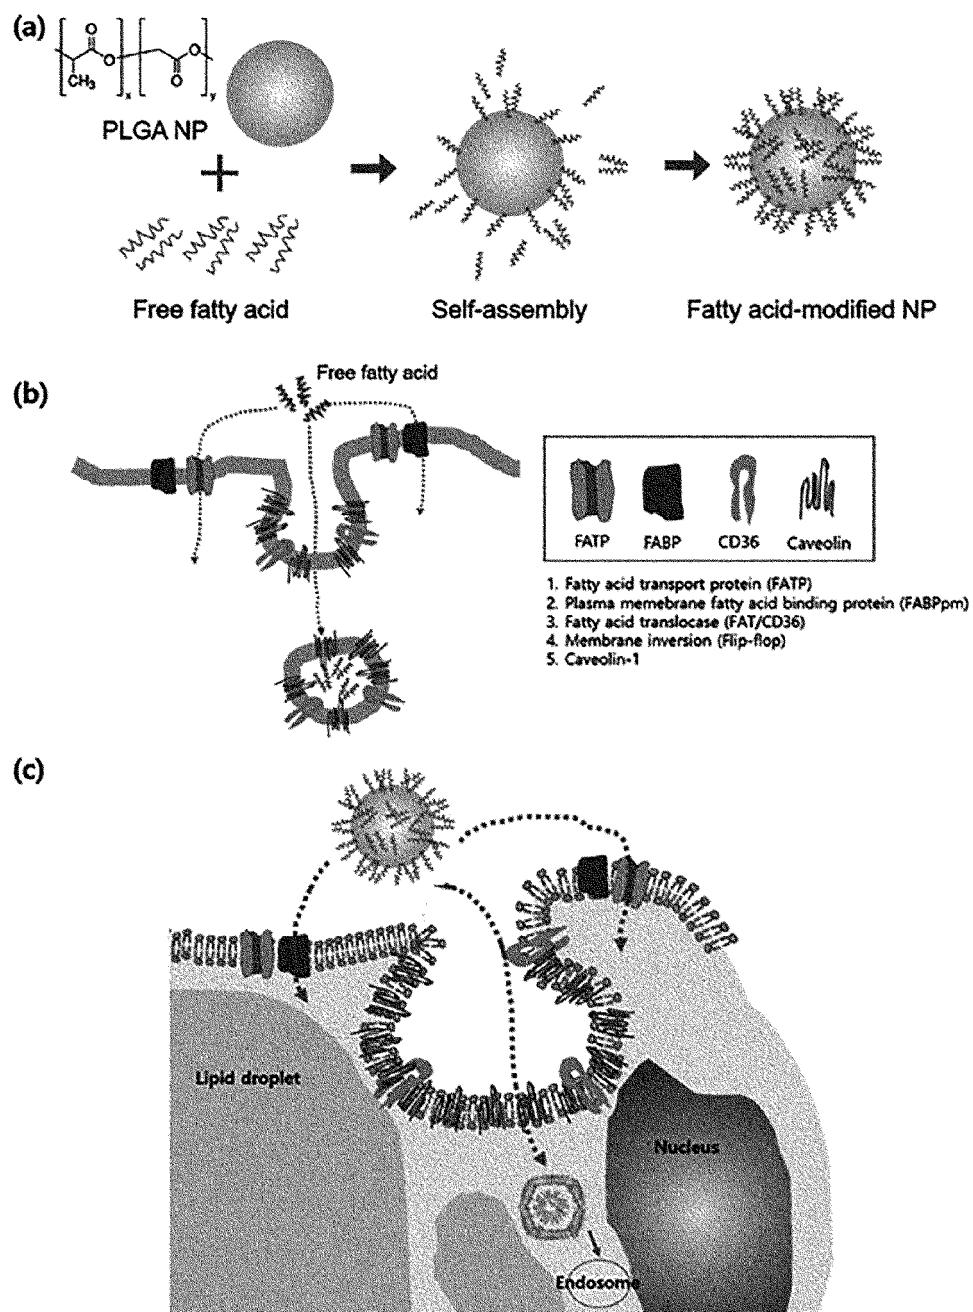 (a)
O
O
O
O
CH₃
x
y
PLGA NP
+
Free fatty acid
Self-assembly
Fatty acid-modified NP
(b)
Free fatty acid
FATP
FABP
CD36
Caveolin
1. Fatty acid transport protein (FATP)
2. Plasma memebrane fatty acid binding protein (FABPpm)
3. Fatty acid translocase (FAT/CD36)
4. Membrane inversion (Flip-flop)
5. Caveolin-1
(c)
Lipid droplet
Nucleus
Endosome